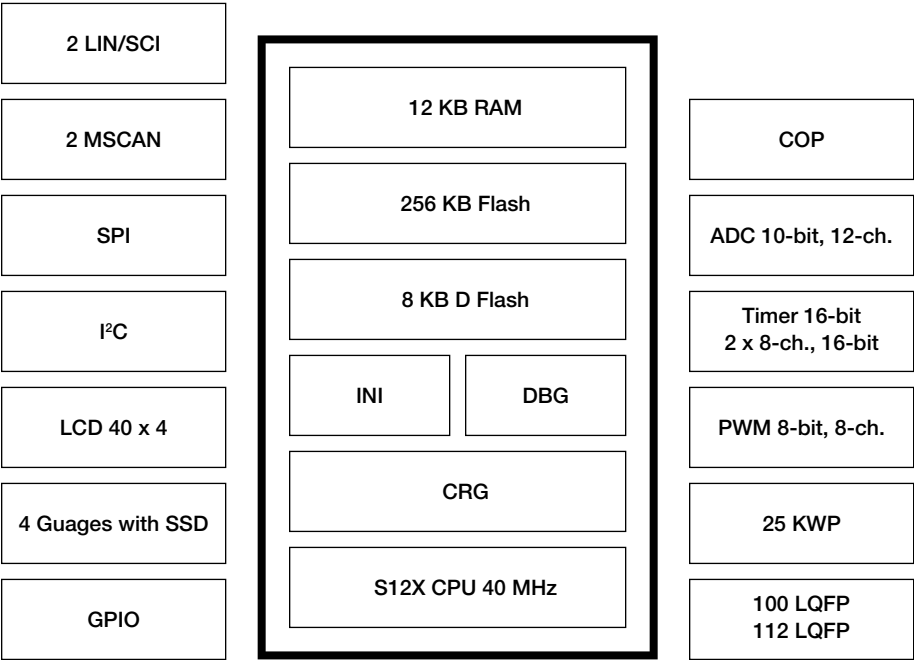 2 LIN/SCI
2 MSCAN
SPI
I²C
LCD 40 x 4
4 Guages with SSD
GPIO
12 KB RAM
256 KB Flash
8 KB D Flash
INI
DBG
CRG
S12X CPU 40 MHz
COP
ADC 10-bit, 12-ch.
Timer 16-bit
2 x 8-ch., 16-bit
PWM 8-bit, 8-ch.
25 KWP
100 LQFP
112 LQFP